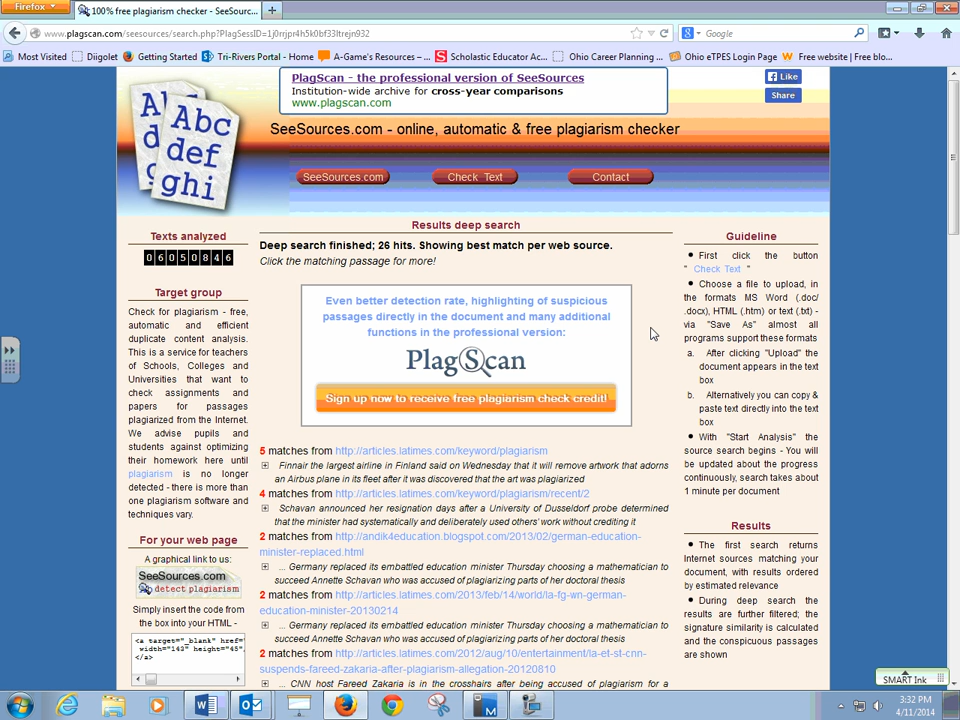 Firefox
100% free plagiarism checker - SeeSourc...
www.plagscan.com/seesources/search.php?PlagSessID=1j0rrjpr4h5k0bf33ltrejn932
Google
Most Visited
Diigolet
Getting Started
Tri-Rivers Portal - Home
A-Game's Resources – ...
Scholastic Educator Ac...
Ohio Career Planning ...
Ohio eTPES Login Page
Free website | Free blo...
PlagScan - the professional version of SeeSources
Institution-wide archive for cross-year comparisons
www.plagscan.com
Like
Share
Abc
def
ghi
SeeSources.com - online, automatic & free plagiarism checker
SeeSources.com
Check Text
Contact
Texts analyzed
06050846
Target group
Check for plagiarism - free,
automatic and efficient
duplicate content analysis.
This is a service for teachers
of Schools, Colleges and
Universities that want to
check assignments and
papers for passages
plagiarized from the Internet.
We advise pupils and
students against optimizing
their homework here until
plagiarism is no longer
detected - there is more than
one plagiarism software and
techniques vary.
For your web page
A graphical link to us:
SeeSources.com
detect plagiarism
Simply insert the code from
the box into your HTML -
<a target="_blank" href=
width="143" height="45"
</a>
Results deep search
Deep search finished; 26 hits. Showing best match per web source.
Click the matching passage for more!
Even better detection rate, highlighting of suspicious
passages directly in the document and many additional
functions in the professional version:
PlagScan
Sign up now to receive free plagiarism check credit!
5 matches from http://articles.latimes.com/keyword/plagiarism
Finnair the largest airline in Finland said on Wednesday that it will remove artwork that adorns
an Airbus plane in its fleet after it was discovered that the art was plagiarized
4 matches from http://articles.latimes.com/keyword/plagiarism/recent/2
Schavan announced her resignation days after a University of Dusseldorf probe determined
that the minister had systematically and deliberately used others' work without crediting it
2 matches from http://andik4education.blogspot.com/2013/02/german-education-
minister-replaced.html
... Germany replaced its embattled education minister Thursday choosing a mathematician to
succeed Annette Schavan who was accused of plagiarizing parts of her doctoral thesis
2 matches from http://articles.latimes.com/2013/feb/14/world/la-fg-wn-german-
education-minister-20130214
... Germany replaced its embattled education minister Thursday choosing a mathematician to
succeed Annette Schavan who was accused of plagiarizing parts of her doctoral thesis
2 matches from http://articles.latimes.com/2012/aug/10/entertainment/la-et-st-cnn-
suspends-fareed-zakaria-after-plagiarism-allegation-20120810
... CNN host Fareed Zakaria is in the crosshairs after being accused of plagiarism for a
Guideline
First click the button
" Check Text "
Choose a file to upload, in
the formats MS Word (.doc/
.docx), HTML (.htm) or text (.txt) -
via "Save As" almost all
programs support these formats
a. After clicking "Upload" the
document appears in the text
box
b. Alternatively you can copy &
paste text directly into the text
box
With "Start Analysis" the
source search begins - You will
be updated about the progress
continuously, search takes about
1 minute per document
Results
The first search returns
Internet sources matching your
document, with results ordered
by estimated relevance
During deep search the
results are further filtered; the
signature similarity is calculated
and the conspicuous passages
are shown
SMART Ink
3:32 PM
4/11/2014